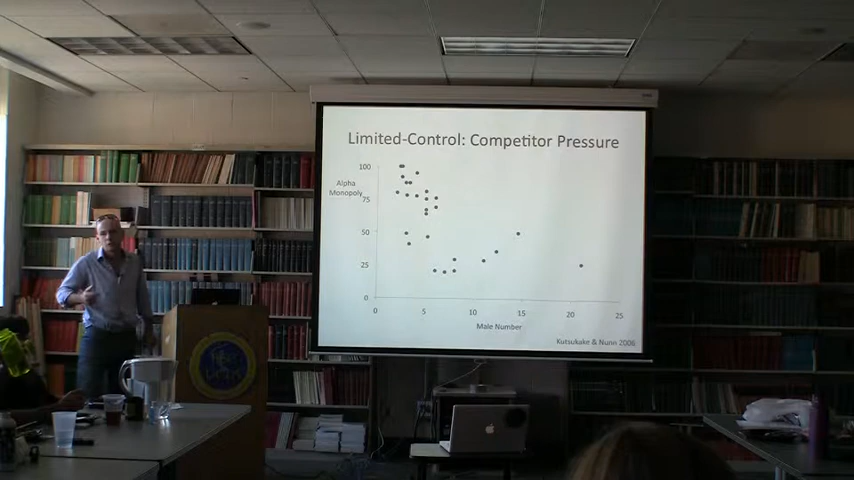 Limited-Control: Competitor Pressure
100
Alpha
Monopoly
75
50
25
0
0 5 10 15 20 25
Male Number
Kutsukake & Nunn 2006